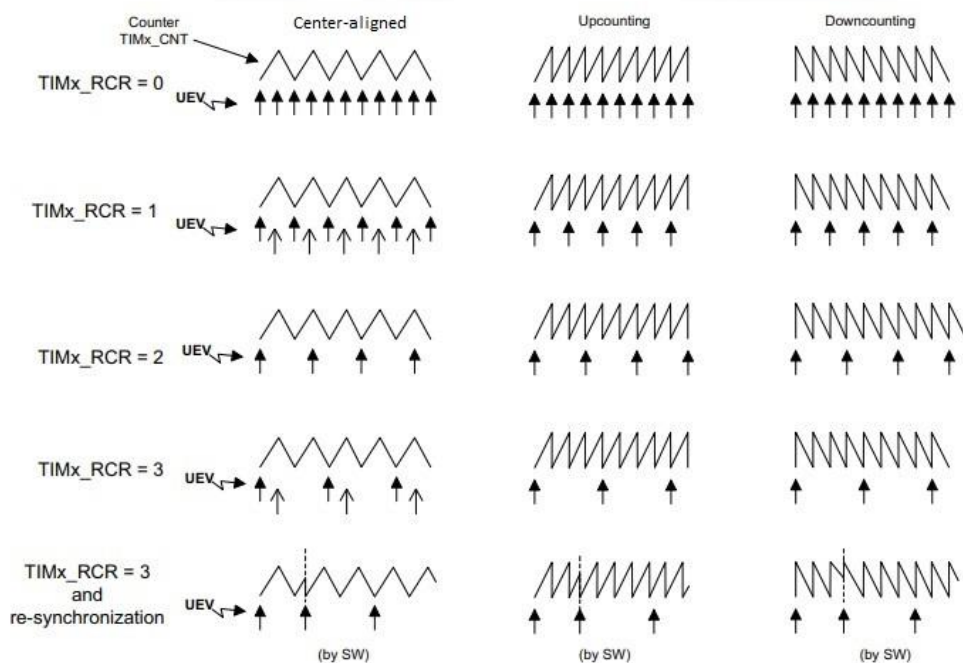 Counter
TIMx_CNT
Center-aligned
Upcounting
Downcounting
TIMx_RCR = 0
UEV
TIMx_RCR = 1
UEV
TIMx_RCR = 2
UEV
TIMx_RCR = 3
UEV
TIMx_RCR = 3
and
re-synchronization
UEV
(by SW)
(by SW)
(by SW)